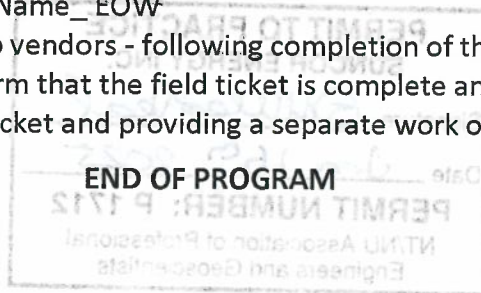 Name_ EOW
vendors - following completion of th
rm that the field ticket is complete an
cket and providing a separate work o
END OF PROGRAM
PERMIT TO PRACTICE
SUNCOR ENERGY INC.
Date
PERMIT NUMBER: P 1712
NT/NU Association of Professional
Engineers and Geoscientists